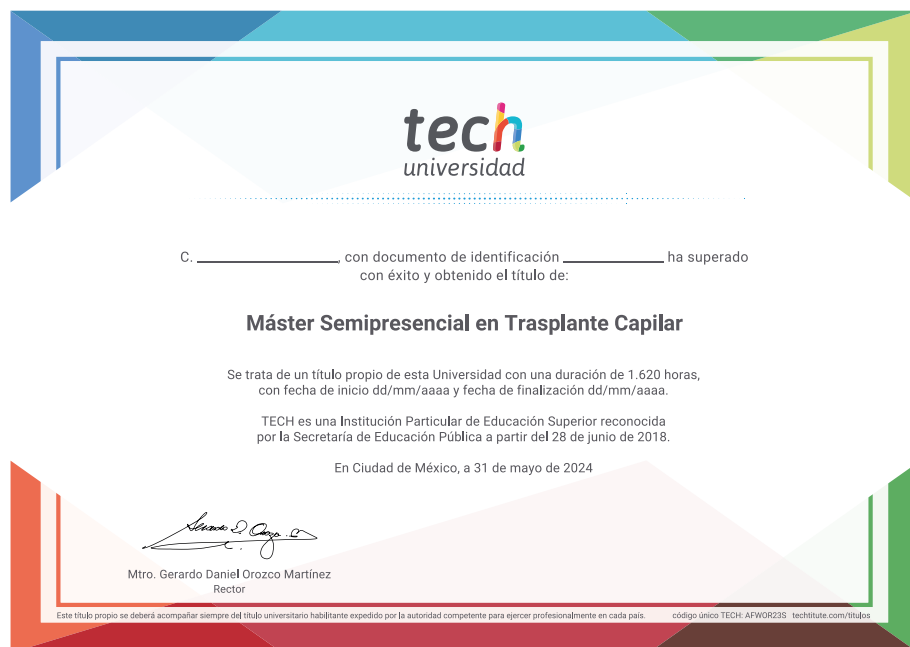 tech
universidad
C. ____________, con documento de identificación ____________ ha superado
con éxito y obtenido el título de:
Máster Semipresencial en Trasplante Capilar
Se trata de un título propio de esta Universidad con una duración de 1.620 horas,
con fecha de inicio dd/mm/aaaa y fecha de finalización dd/mm/aaaa.
TECH es una Institución Particular de Educación Superior reconocida
por la Secretaría de Educación Pública a partir del 28 de junio de 2018.
En Ciudad de México, a 31 de mayo de 2024
Mtro. Gerardo Daniel Orozco Martínez
Rector
Este título propio se deberá acompañar siempre del título universitario habilitante expedido por la autoridad competente para ejercer profesionalmente en cada país. código único TECH: AFWOR23S techtitute.com/titulos